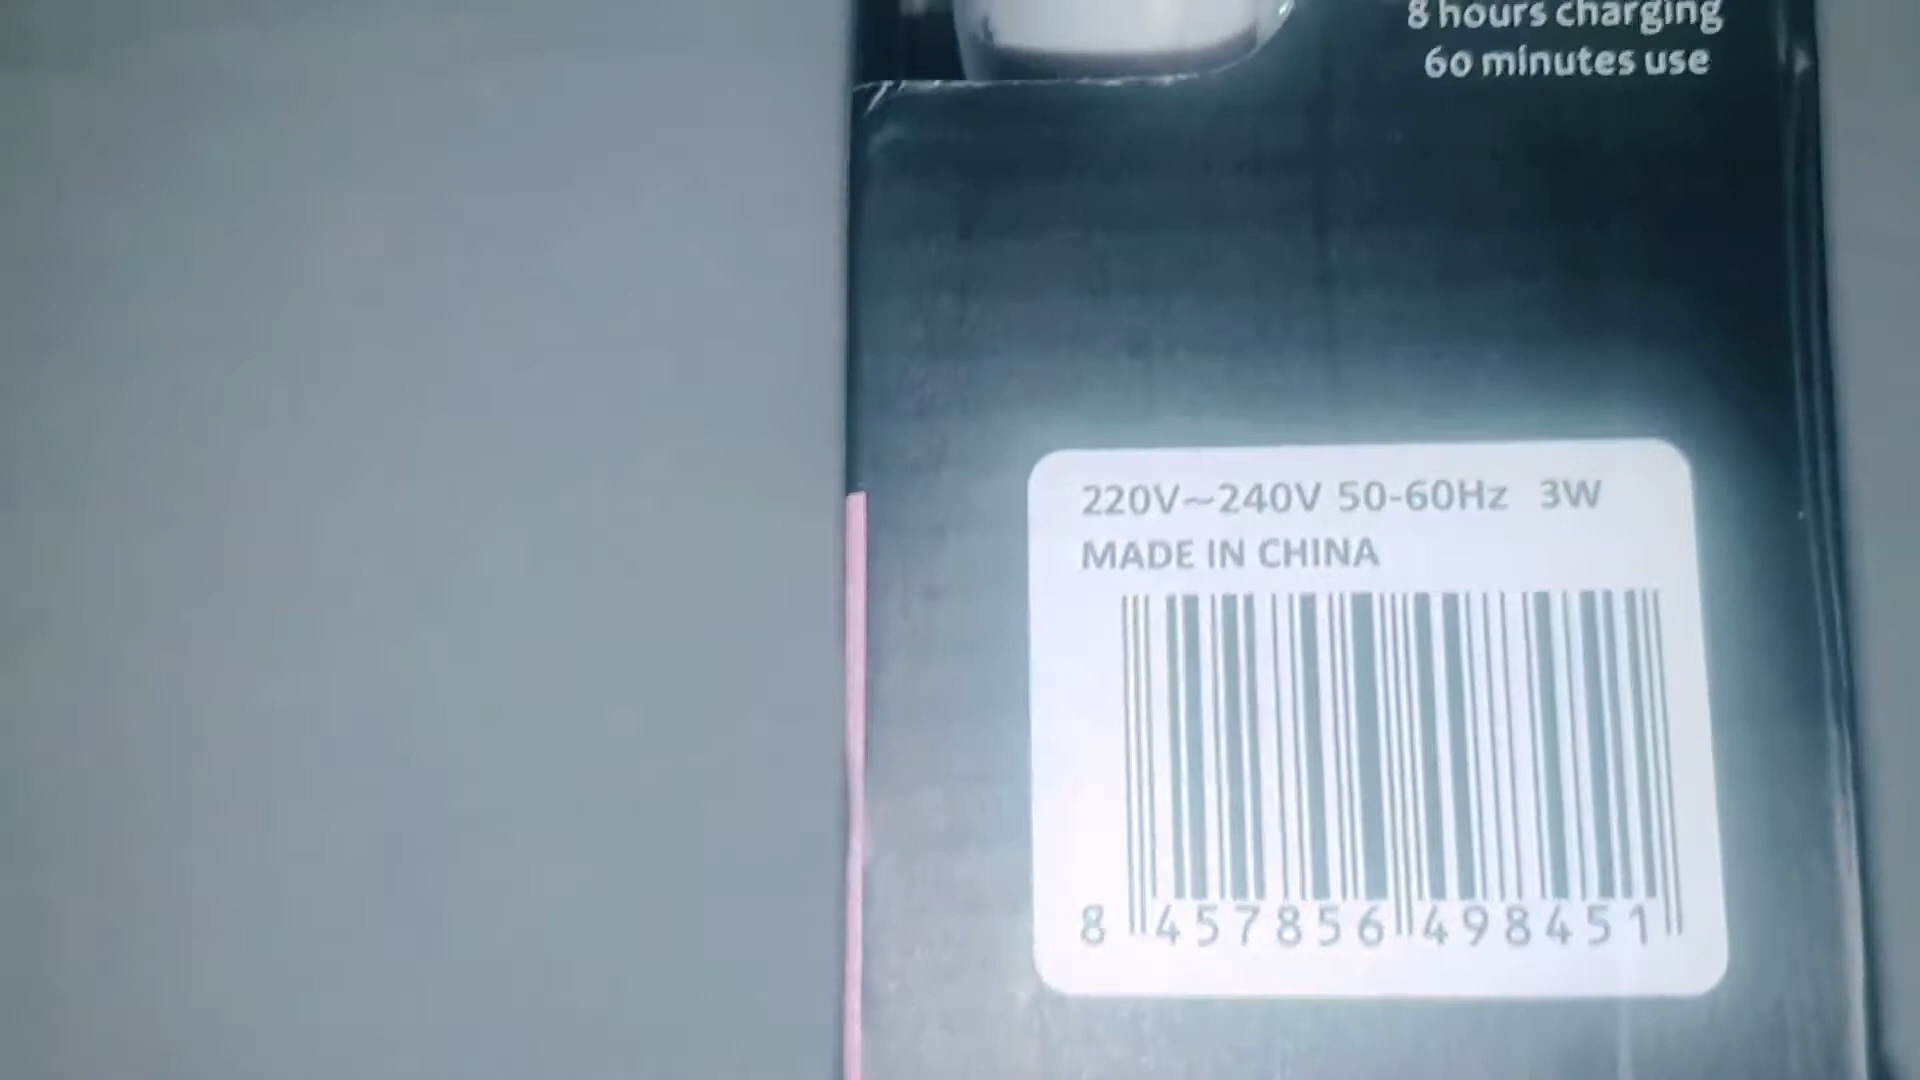 8 hours charging
60 minutes use
220V~240V 50-60Hz 3W
MADE IN CHINA
8 457856 498451